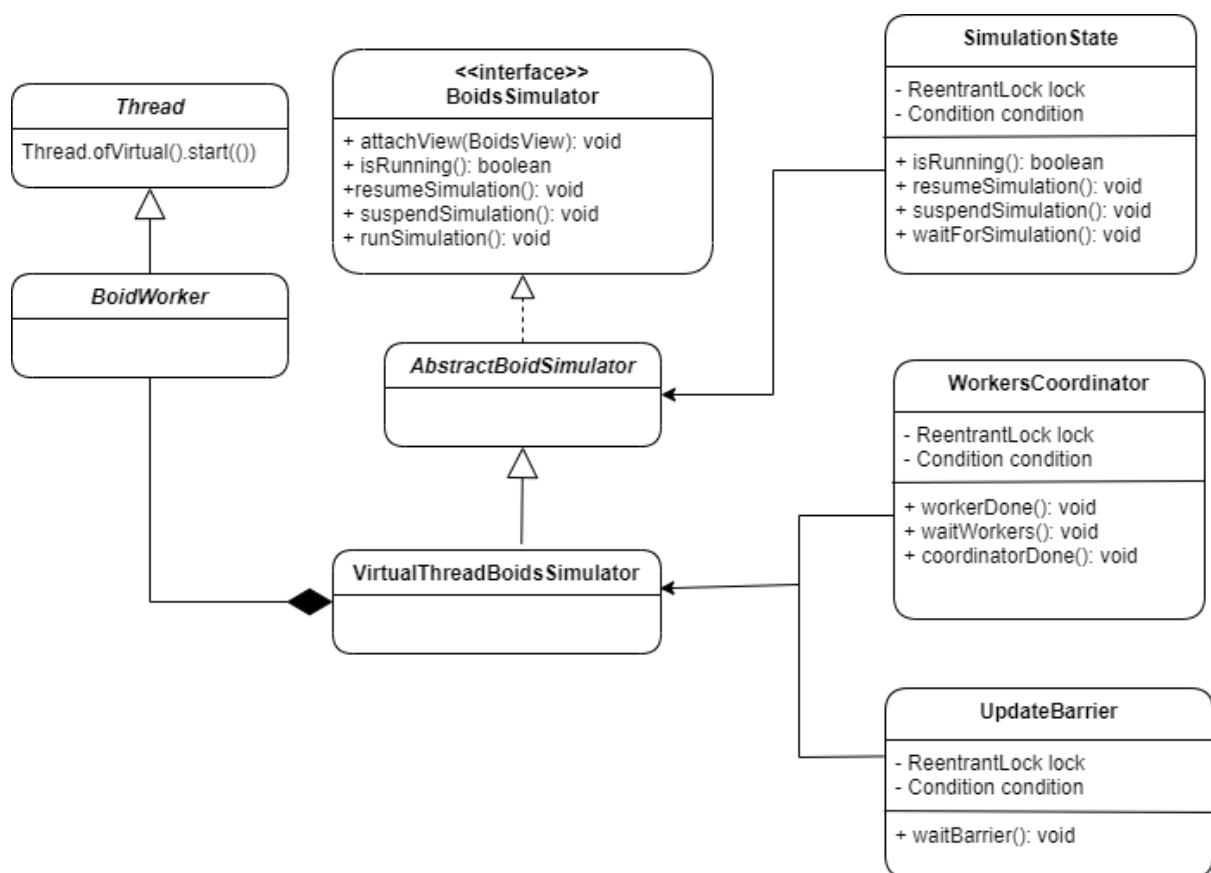 Thread
Thread.ofVirtual().start(())
BoidWorker
<<interface>>
BoidsSimulator
+ attachView(BoidsView): void
+ isRunning(): boolean
+resumeSimulation(): void
+ suspendSimulation(): void
+ runSimulation(): void
AbstractBoidSimulator
VirtualThreadBoidsSimulator
SimulationState
- ReentrantLock lock
- Condition condition
+ isRunning(): boolean
+ resumeSimulation(): void
+ suspendSimulation(): void
+ waitForSimulation(): void
WorkersCoordinator
- ReentrantLock lock
- Condition condition
+ workerDone(): void
+ waitWorkers(): void
+ coordinatorDone(): void
UpdateBarrier
- ReentrantLock lock
- Condition condition
+ waitBarrier(): void